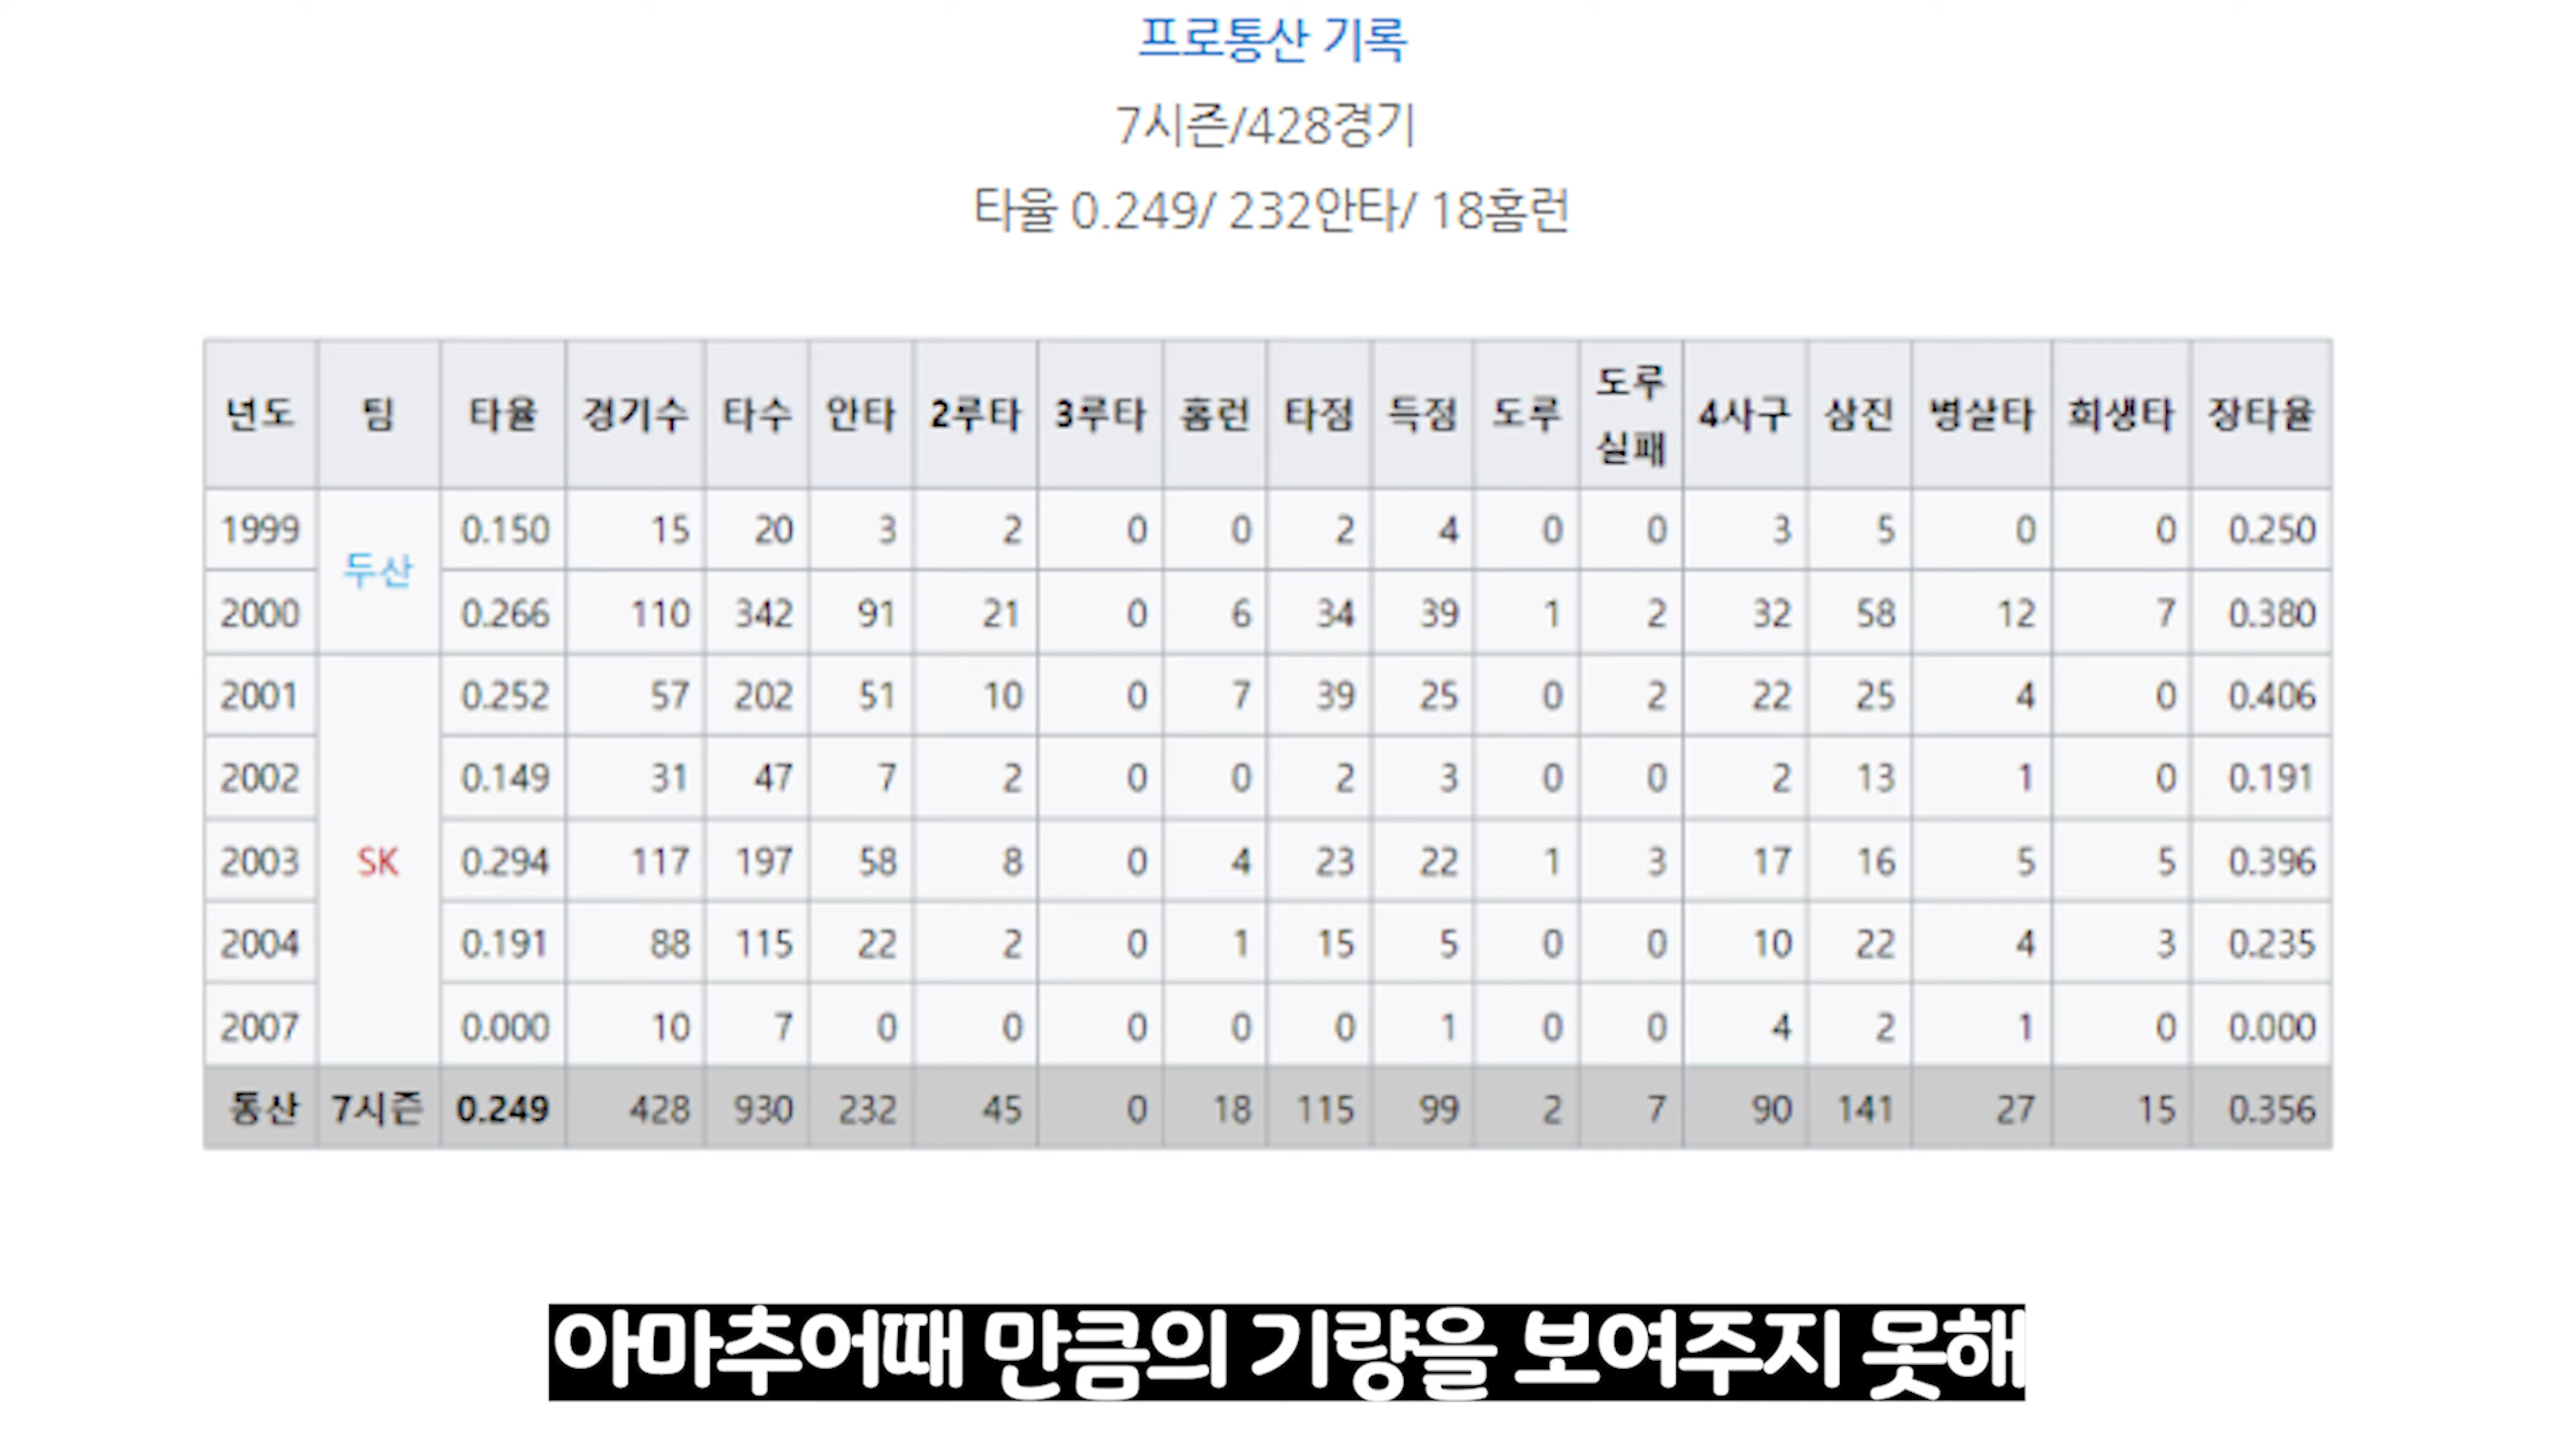 프로통산 기록
7시즌/428경기
타율 0.249/ 232안타/ 18홈런
년도 팀 타율 경기수 타수 안타 2루타 3루타 홈런 타점 득점 도루 도루 실패 4사구 삼진 병살타 희생타 장타율
1999 두산 0.150 15 20 3 2 0 0 2 4 0 0 3 5 0 0 0.250
2000 0.266 110 342 91 21 0 6 34 39 1 2 32 58 12 7 0.380
2001 SK 0.252 57 202 51 10 0 7 39 25 0 2 22 25 4 0 0.406
2002 0.149 31 47 7 2 0 0 2 3 0 0 2 13 1 0 0.191
2003 0.294 117 197 58 8 0 4 23 22 1 3 17 16 5 5 0.396
2004 0.191 88 115 22 2 0 1 15 5 0 0 10 22 4 3 0.235
2007 0.000 10 7 0 0 0 0 0 1 0 0 4 2 1 0 0.000
통산 7시즌 0.249 428 930 232 45 0 18 115 99 2 7 90 141 27 15 0.356
아마추어때 만큼의 기량을 보여주지 못해